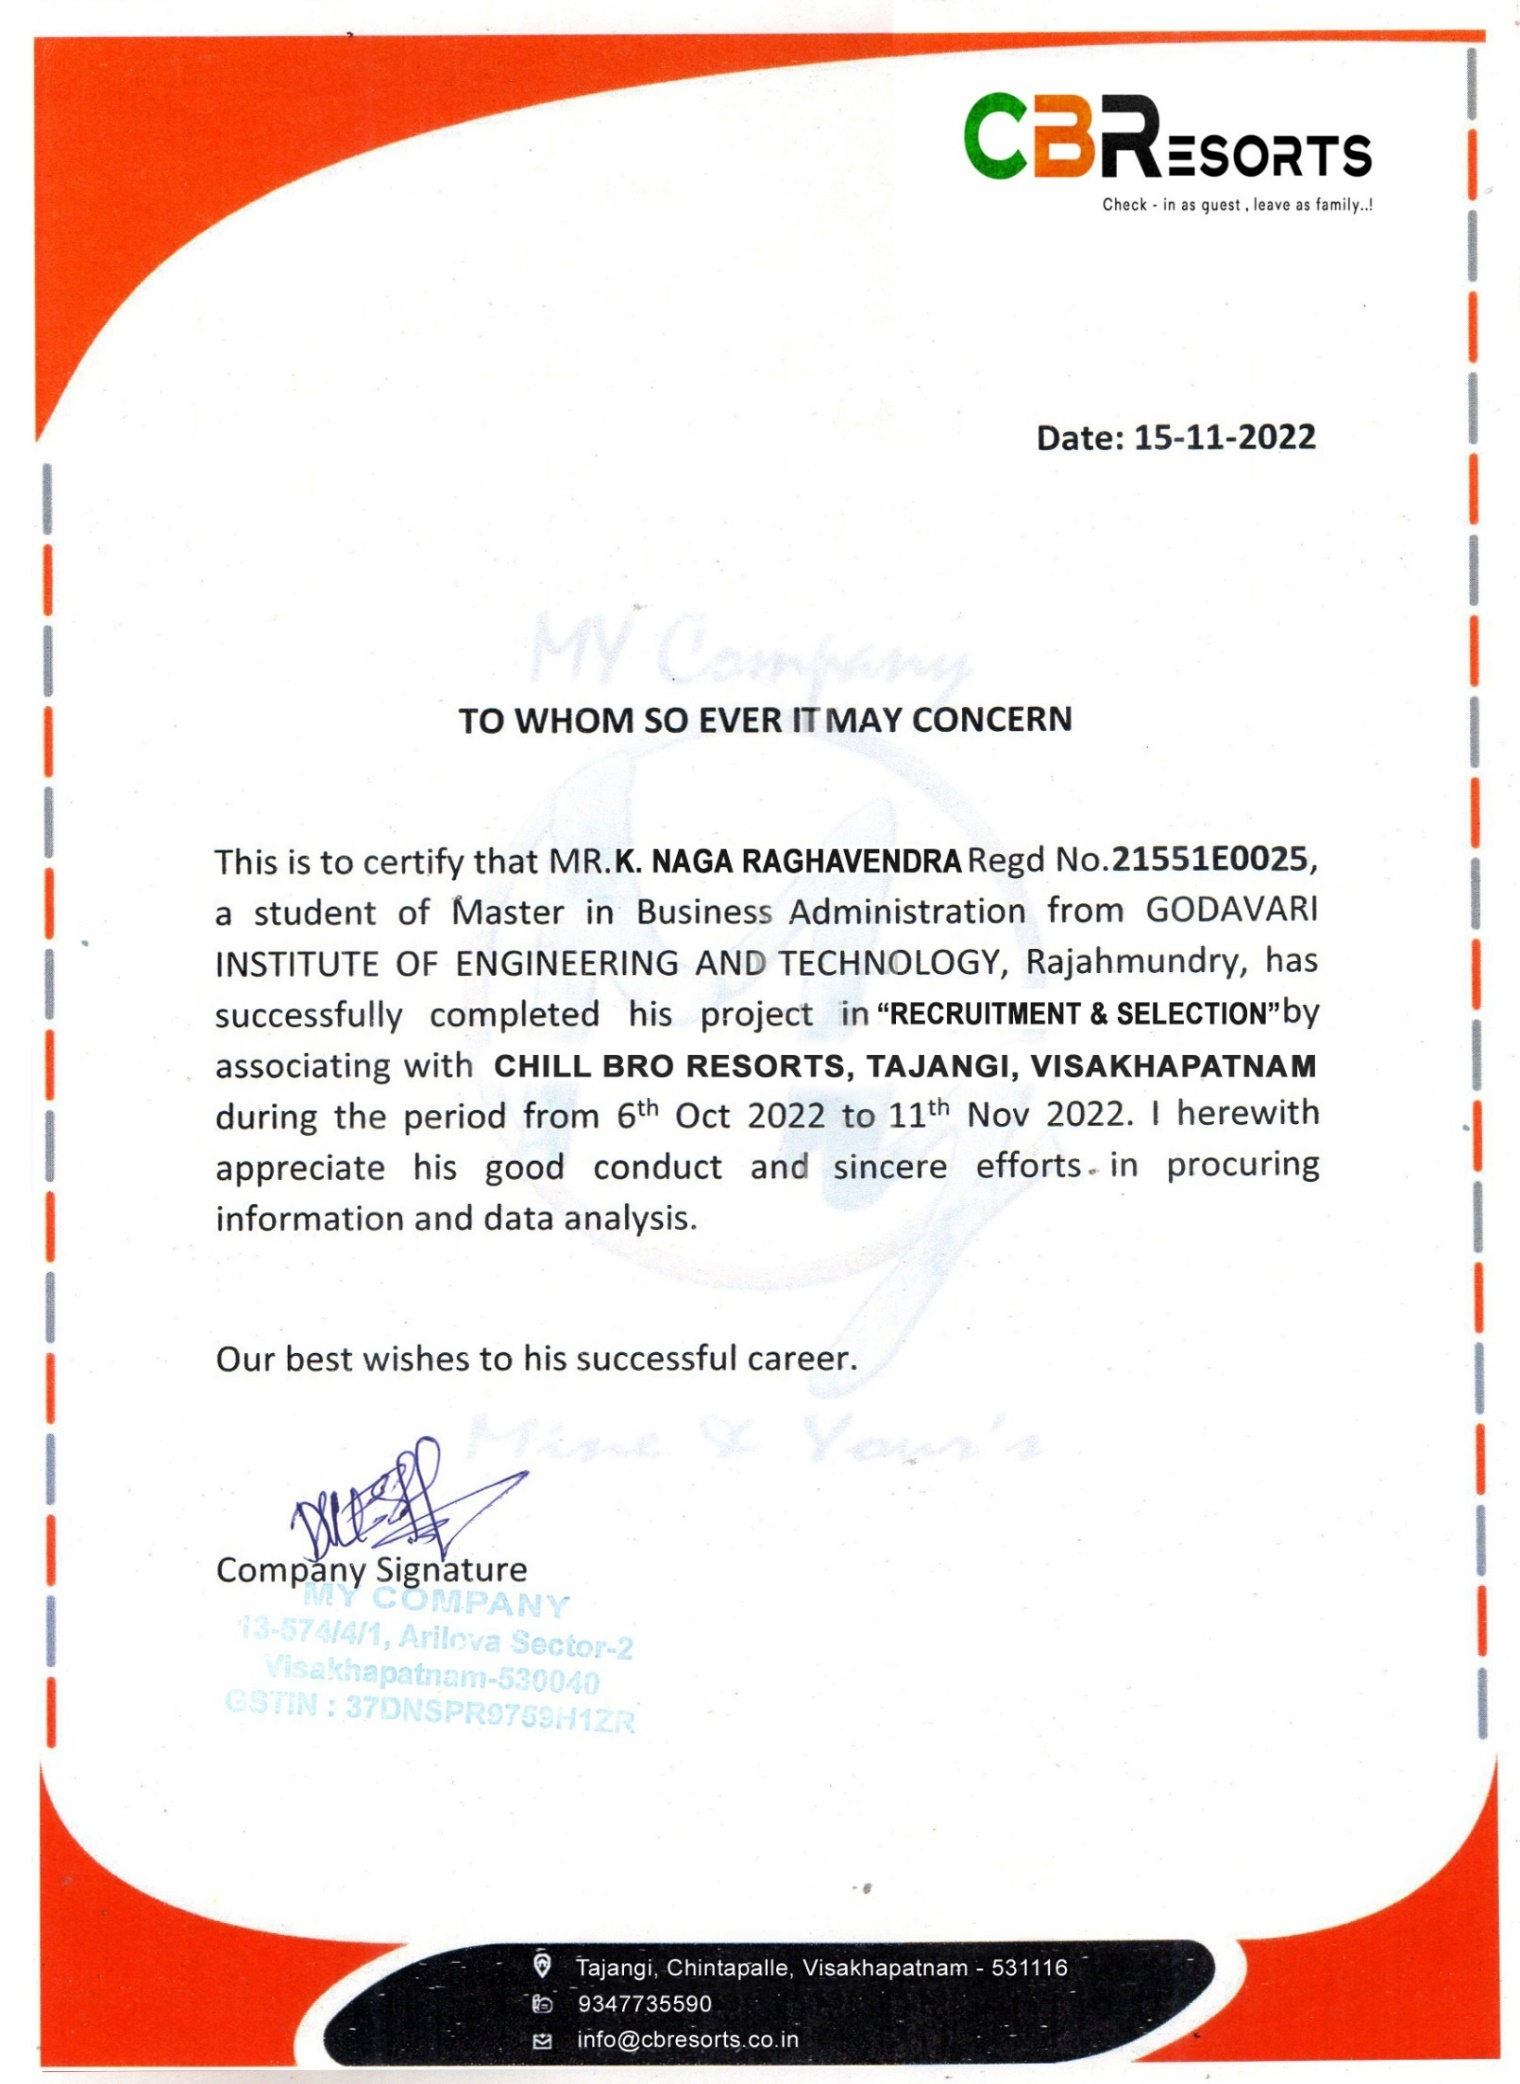 CBRESORTS
Check - in as guest , leave as family..!
Date: 15-11-2022
MY Company
TO WHOM SO EVER IT MAY CONCERN
This is to certify that MR.K. NAGA RAGHAVENDRA Regd No.21551E0025,
a student of Master in Business Administration from GODAVARI
INSTITUTE OF ENGINEERING AND TECHNOLOGY, Rajahmundry, has
successfully completed his project in “RECRUITMENT & SELECTION” by
associating with CHILL BRO RESORTS, TAJANGI, VISAKHAPATNAM
during the period from 6th Oct 2022 to 11th Nov 2022. I herewith
appreciate his good conduct and sincere efforts in procuring
information and data analysis.
Our best wishes to his successful career.
Mine & Your's
Company Signature
MY COMPANY
13-574/4/1, Arilova Sector-2
Visakhapatnam-530040
GSTIN : 37DNSPR9759H1ZR
Tajangi, Chintapalle, Visakhapatnam - 531116
9347735590
info@cbresorts.co.in